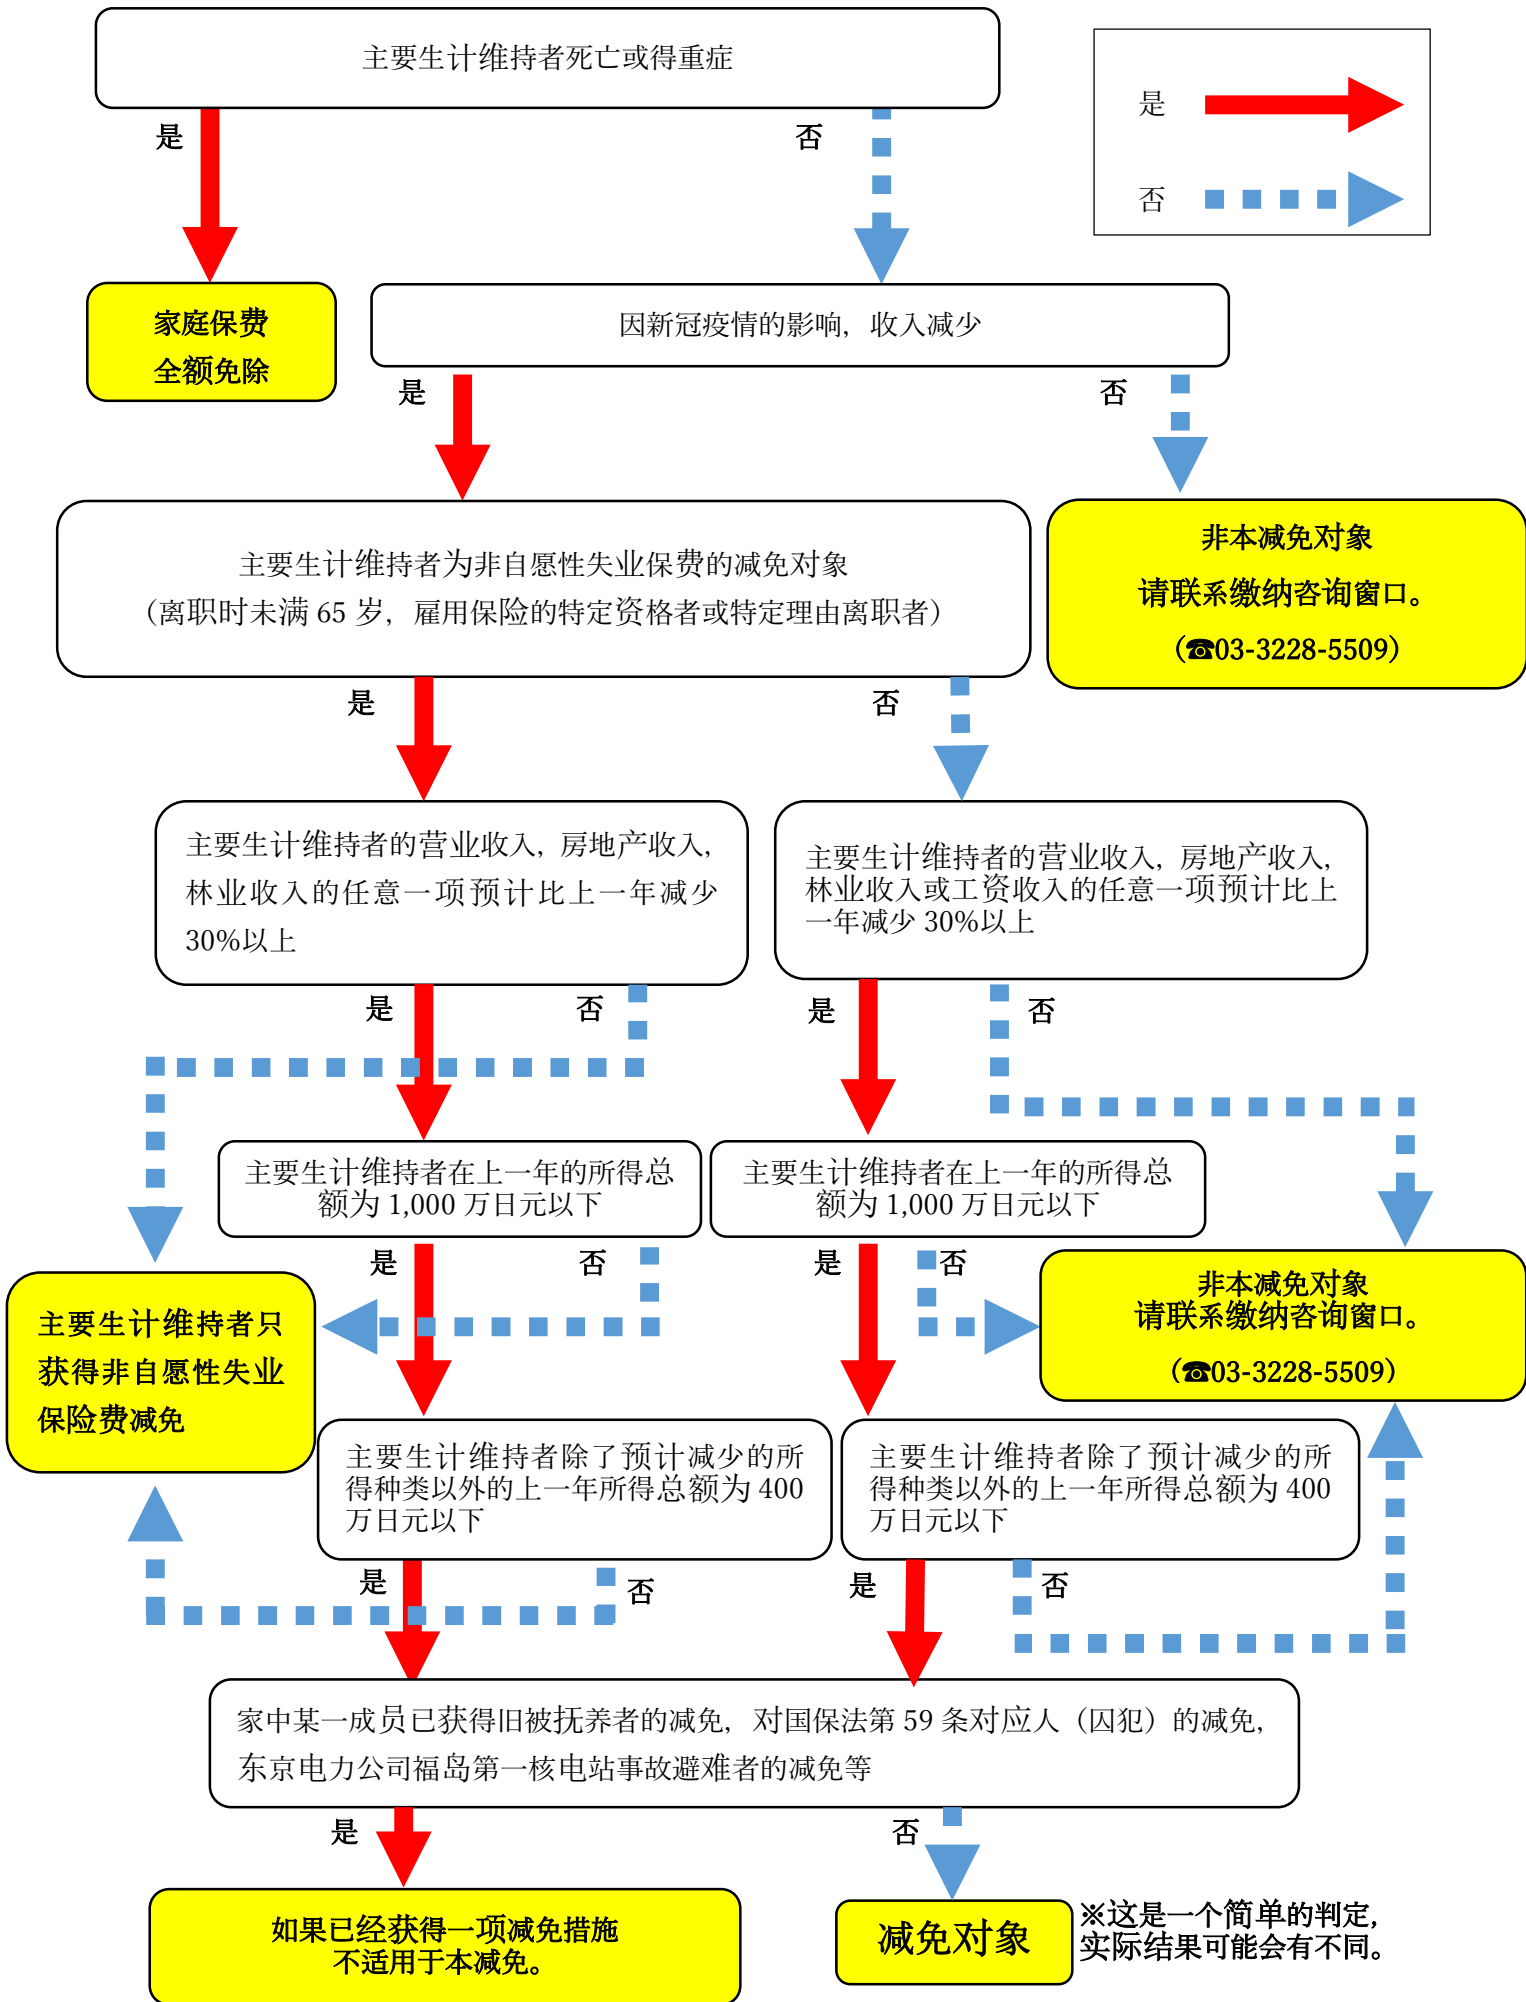 主要生计维持者死亡或得重症
是
否
是
否
家庭保费
全额免除
因新冠疫情的影响，收入减少
是
否
主要生计维持者为非自愿性失业保费的减免对象
（离职时未满 65 岁，雇用保险的特定资格者或特定理由离职者）
非本减免对象
请联系缴纳咨询窗口。
（☎03-3228-5509）
是
否
主要生计维持者的营业收入，房地产收入，
林业收入的任意一项预计比上一年减少
30%以上
主要生计维持者的营业收入，房地产收入，
林业收入或工资收入的任意一项预计比上
一年减少 30%以上
是
否
是
否
主要生计维持者在上一年的所得总
额为 1,000 万日元以下
主要生计维持者在上一年的所得总
额为 1,000 万日元以下
是
否
是
否
主要生计维持者只
获得非自愿性失业
保险费减免
非本减免对象
请联系缴纳咨询窗口。
（☎03-3228-5509）
主要生计维持者除了预计减少的所
得种类以外的上一年所得总额为 400
万日元以下
主要生计维持者除了预计减少的所
得种类以外的上一年所得总额为 400
万日元以下
是
否
是
否
家中某一成员已获得旧被抚养者的减免，对国保法第 59 条对应人（囚犯）的减免，
东京电力公司福岛第一核电站事故避难者的减免等
是
否
如果已经获得一项减免措施
不适用于本减免。
减免对象
※这是一个简单的判定，
实际结果可能会有不同。